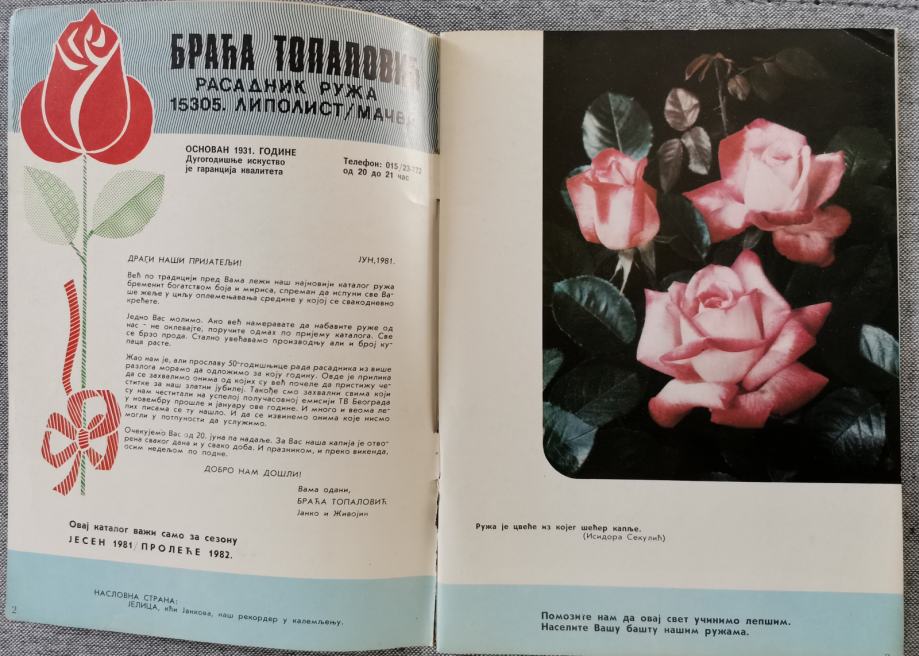 БРАЋА ТОПАЛОВИЋ
РАСАДНИК РУЖА
15305. ЛИПОЛИСТ/МАЧВА
ОСНОВАН 1931. ГОДИНЕ
Дугогодишње искуство
је гаранција квалитета
Телефон: 015/23-772
од 20 до 21 час
ДРАГИ НАШИ ПРИЈАТЕЉИ!
ЈУН,1981.
Већ по традицији пред Вама лежи наш најновији каталог ружа
бременит богатством боја и мириса, спреман да испуни све Ва-
ше жеље у циљу оплемењавања средине у којој се свакодневно
крећете.
Једно Вас молимо. Ако већ намеравате да набавите руже од
нас - не оклевајте, поручите одмах по пријему каталога. Све
се брзо прода. Стално увећавамо производњу али и број ку-
паца расте.
Жао нам је, али прославу 50-годишњице рада расадника из више
разлога морамо да одложимо за коју годину. Овде је прилика
да се захвалимо онима од којих су већ почеле да пристижу че-
ститке за наш златни јубилеј. Такође смо захвални свима који
су нам честитали на успелој получасовној емисији ТВ Београда
у новембру прошле и јануару ове године. И много и веома ле-
пих писама се ту нашло. И да се извинемо онима које нисмо
могли у потпуности да услужимо.
Очекујемо Вас од 20. јуна па надаље. За Вас наша капија је отво-
рена сваког дана и у свако доба. И празником, и преко викенда,
осим недељом по подне.
ДОБРО НАМ ДОШЛИ!
Вама одани,
БРАЋА ТОПАЛОВИЋ
Јанко и Живојин
Овај каталог важи само за сезону
ЈЕСЕН 1981/ПРОЛЕЋЕ 1982.
НАСЛОВНА СТРАНА:
ЈЕЛИЦА, кћи Јанкова, наш рекордер у калемљењу.
2
Ружа је цвеће из којег шећер капље.
(Исидора Секулић)
Помозите нам да овај свет учинимо лепшим.
Населите Вашу башту нашим ружама.